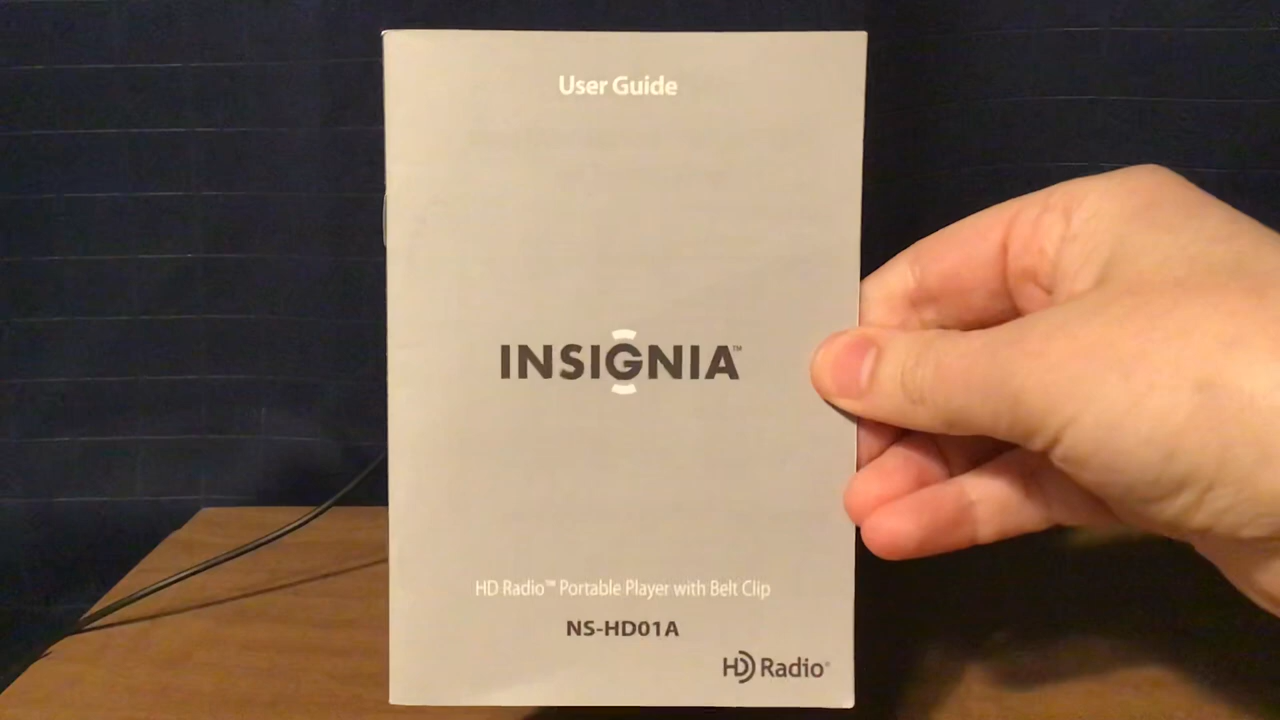 User Guide
INSIGNIA™
HD Radio™ Portable Player with Belt Clip
NS-HD01A
HD Radio®